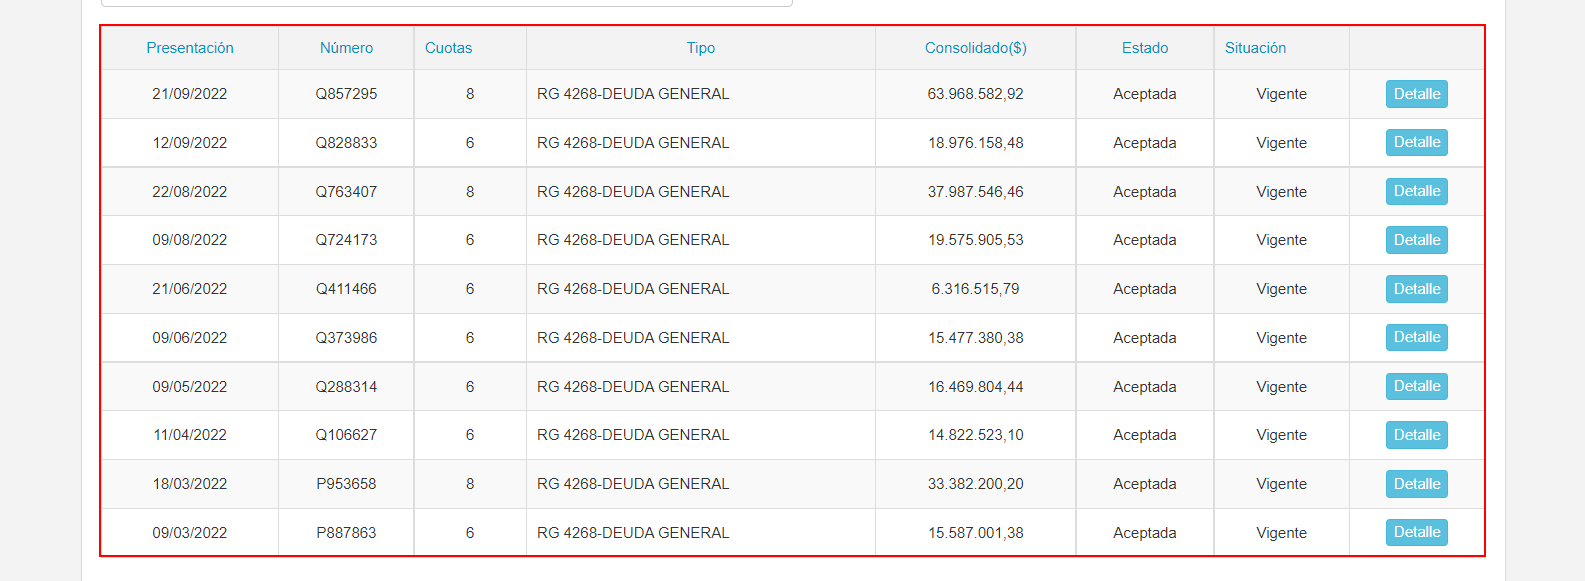 Presentación Número Cuotas Tipo Consolidado($) Estado Situación
21/09/2022 Q857295 8 RG 4268-DEUDA GENERAL 63.968.582,92 Aceptada Vigente Detalle
12/09/2022 Q828833 6 RG 4268-DEUDA GENERAL 18.976.158,48 Aceptada Vigente Detalle
22/08/2022 Q763407 8 RG 4268-DEUDA GENERAL 37.987.546,46 Aceptada Vigente Detalle
09/08/2022 Q724173 6 RG 4268-DEUDA GENERAL 19.575.905,53 Aceptada Vigente Detalle
21/06/2022 Q411466 6 RG 4268-DEUDA GENERAL 6.316.515,79 Aceptada Vigente Detalle
09/06/2022 Q373986 6 RG 4268-DEUDA GENERAL 15.477.380,38 Aceptada Vigente Detalle
09/05/2022 Q288314 6 RG 4268-DEUDA GENERAL 16.469.804,44 Aceptada Vigente Detalle
11/04/2022 Q106627 6 RG 4268-DEUDA GENERAL 14.822.523,10 Aceptada Vigente Detalle
18/03/2022 P953658 8 RG 4268-DEUDA GENERAL 33.382.200,20 Aceptada Vigente Detalle
09/03/2022 P887863 6 RG 4268-DEUDA GENERAL 15.587.001,38 Aceptada Vigente Detalle